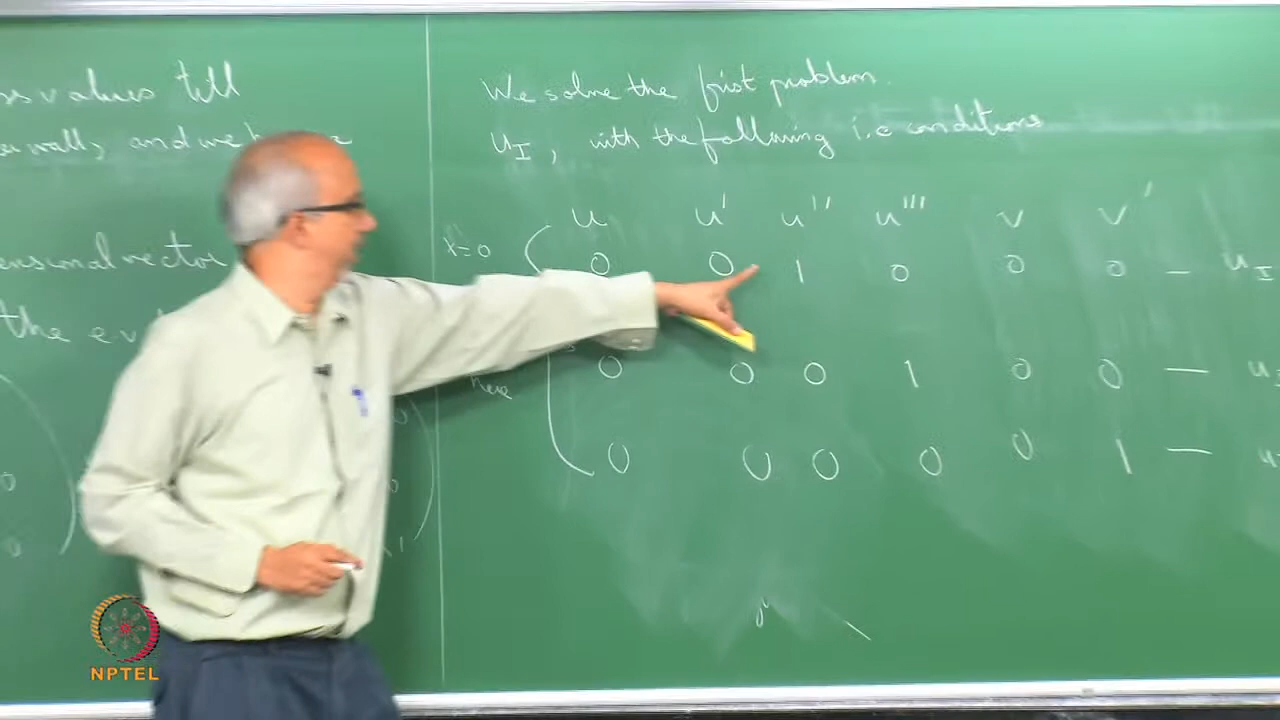 values till
wall, and we
We solve the first problem.
u_I, with the following i.c conditions
u u' u'' u''' v v'
x=0
0 0 1 0 0 0 — u_I
vector
the
here
0 0 0 1 0 0 — u
0 0 0 0 0 1 — u
NPTEL